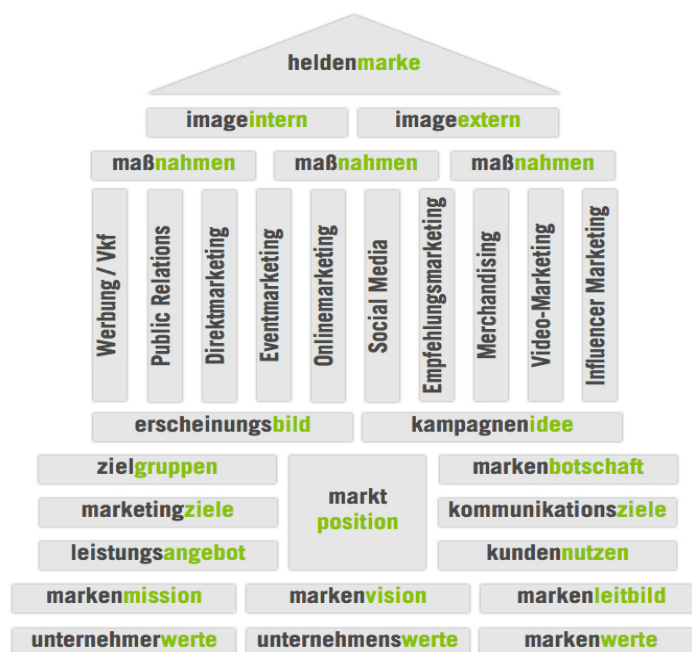 heldenmarke
imageintern imageextern
maßnahmen maßnahmen maßnahmen
Werbung / Vkf
Public Relations
Direktmarketing
Eventmarketing
Onlinemarketing
Social Media
Empfehlungsmarketing
Merchandising
Video-Marketing
Influencer Marketing
erscheinungsbild kampagnenidee
zielgruppen
marketingziele
leistungsangebot
markt
position
markenbotschaft
kommunikationsziele
kundennutzen
markenmission markenvision markenleitbild
unternehmerwerte unternehmenswerte markenwerte